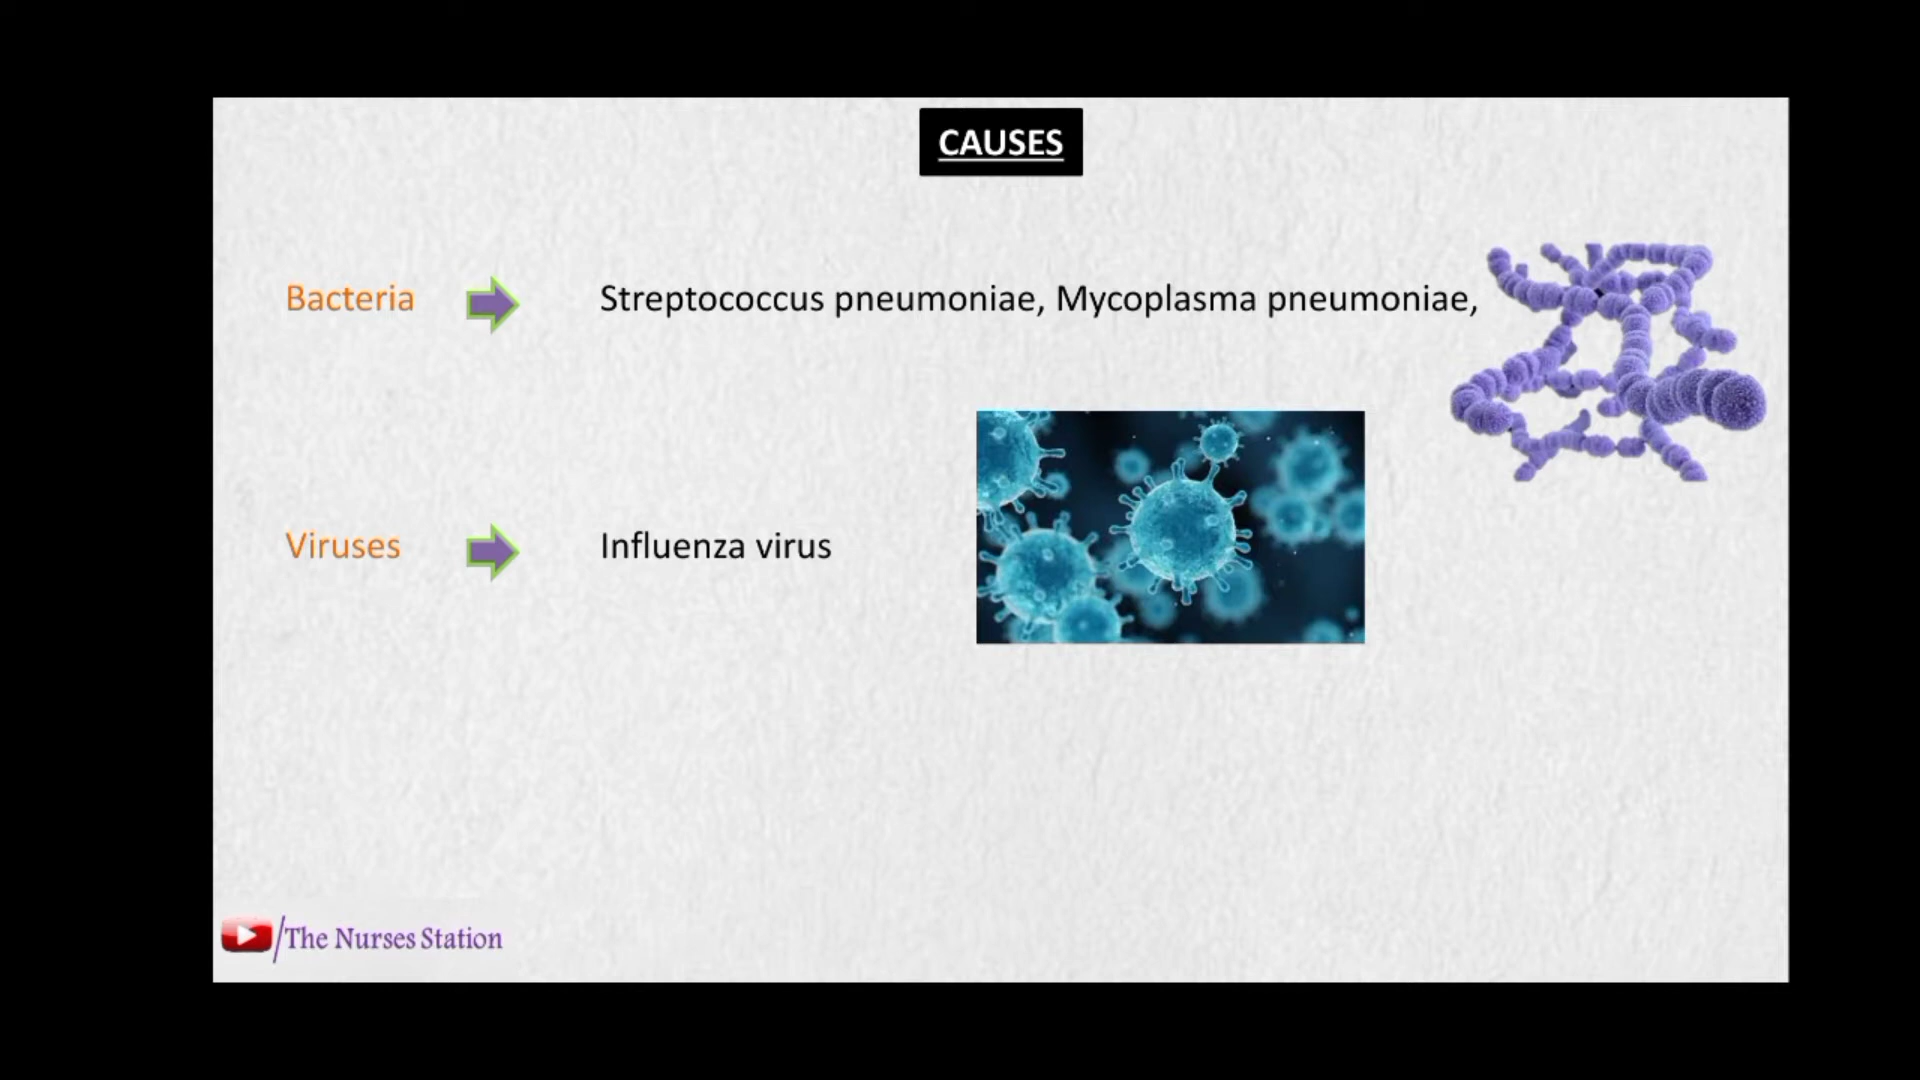 CAUSES
Bacteria
Streptococcus pneumoniae, Mycoplasma pneumoniae,
Viruses
Influenza virus
/The Nurses Station